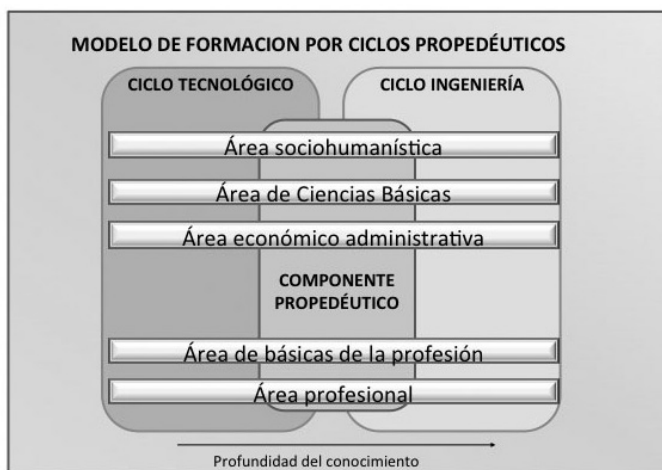 MODELO DE FORMACION POR CICLOS PROPEDÉUTICOS
CICLO TECNOLÓGICO
CICLO INGENIERÍA
Área sociohumanística
Área de Ciencias Básicas
Área económico administrativa
COMPONENTE
PROPEDÉUTICO
Área de básicas de la profesión
Área profesional
Profundidad del conocimiento